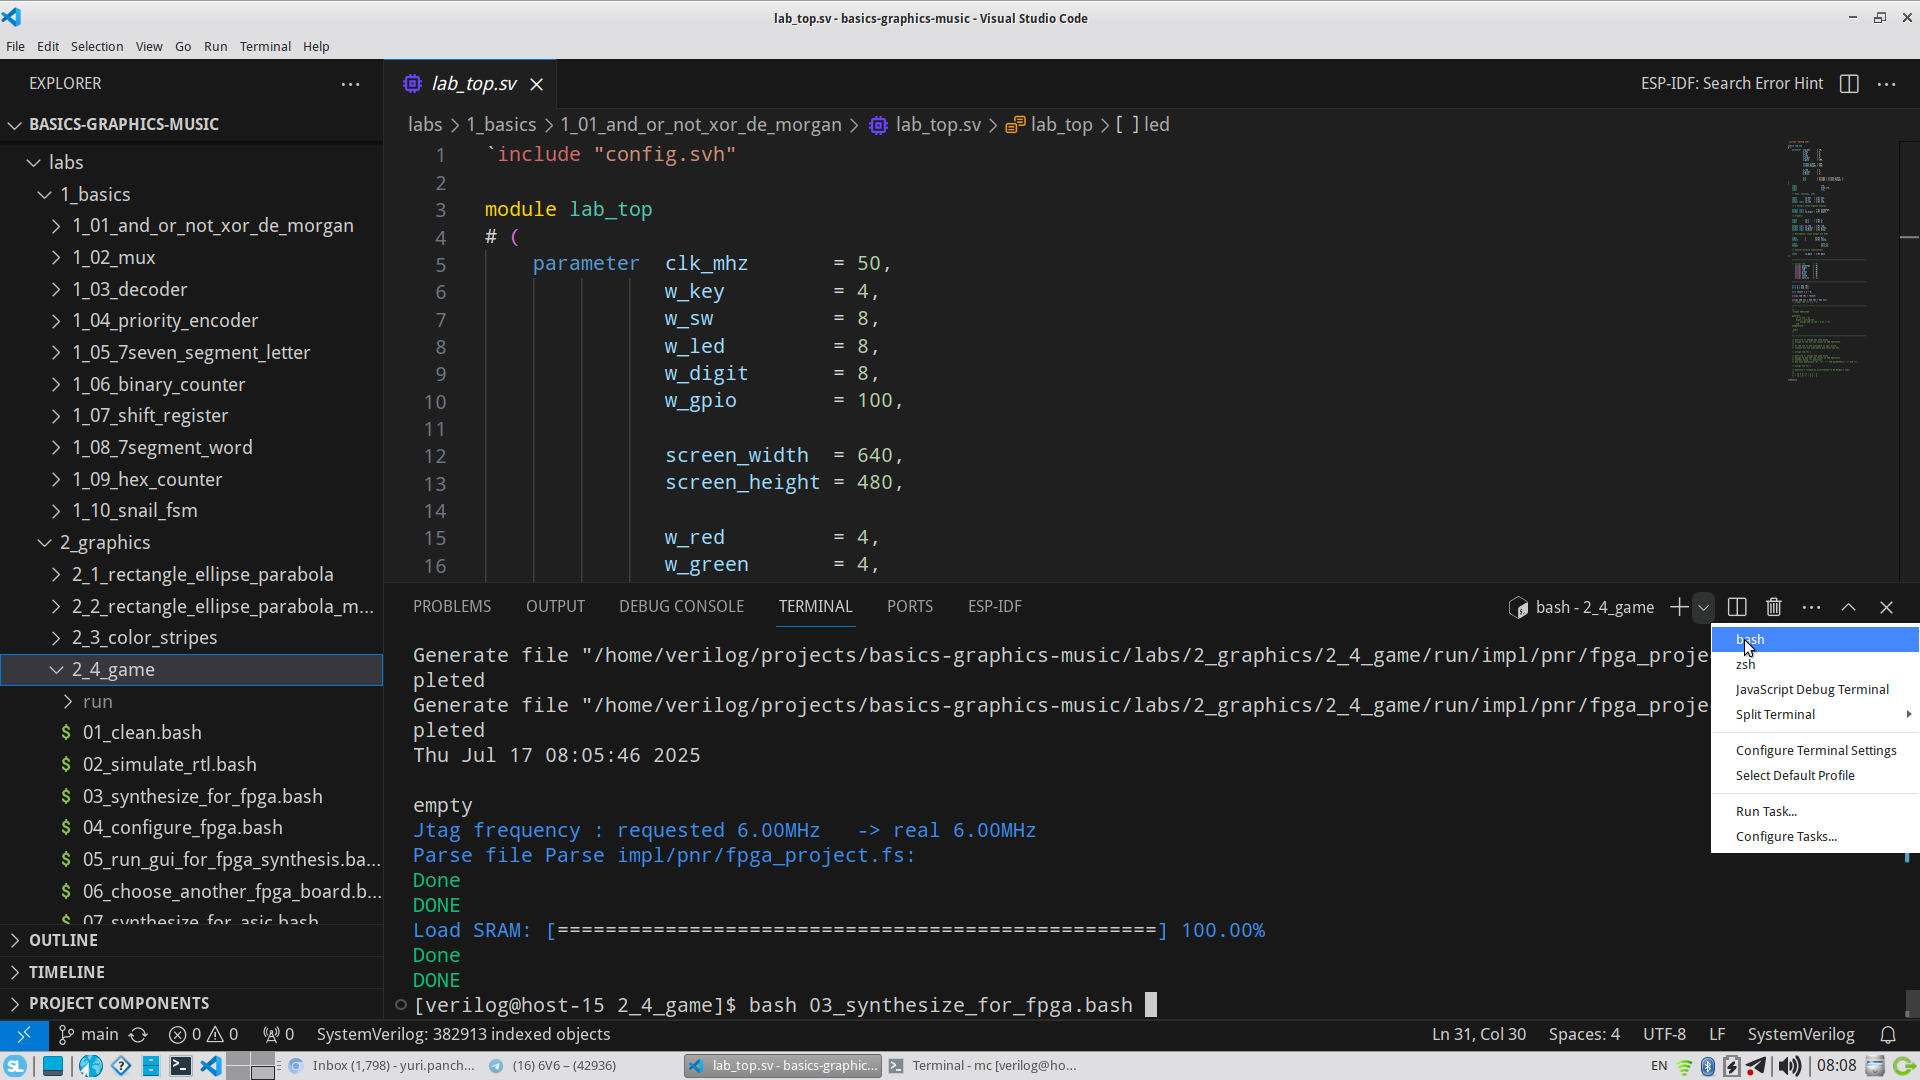 lab_top.sv - basics-graphics-music - Visual Studio Code
File Edit Selection View Go Run Terminal Help
EXPLORER
BASICS-GRAPHICS-MUSIC
labs
1_basics
1_01_and_or_not_xor_de_morgan
1_02_mux
1_03_decoder
1_04_priority_encoder
1_05_7seven_segment_letter
1_06_binary_counter
1_07_shift_register
1_08_7segment_word
1_09_hex_counter
1_10_snail_fsm
2_graphics
2_1_rectangle_ellipse_parabola
2_2_rectangle_ellipse_parabola_m...
2_3_color_stripes
2_4_game
run
$ 01_clean.bash
$ 02_simulate_rtl.bash
$ 03_synthesize_for_fpga.bash
$ 04_configure_fpga.bash
$ 05_run_gui_for_fpga_synthesis.ba...
$ 06_choose_another_fpga_board.b...
$ 07_synthesize_for_asic.bash
OUTLINE
TIMELINE
PROJECT COMPONENTS
lab_top.sv
ESP-IDF: Search Error Hint
labs > 1_basics > 1_01_and_or_not_xor_de_morgan > lab_top.sv > lab_top > [ ] led
1 `include "config.svh"
2
3 module lab_top
4 # (
5 parameter clk_mhz = 50,
6 w_key = 4,
7 w_sw = 8,
8 w_led = 8,
9 w_digit = 8,
10 w_gpio = 100,
11
12 screen_width = 640,
13 screen_height = 480,
14
15 w_red = 4,
16 w_green = 4,
PROBLEMS OUTPUT DEBUG CONSOLE TERMINAL PORTS ESP-IDF
bash - 2_4_game
Generate file "/home/verilog/projects/basics-graphics-music/labs/2_graphics/2_4_game/run/impl/pnr/fpga_proje
pleted
Generate file "/home/verilog/projects/basics-graphics-music/labs/2_graphics/2_4_game/run/impl/pnr/fpga_proje
pleted
Thu Jul 17 08:05:46 2025
empty
Jtag frequency : requested 6.00MHz -> real 6.00MHz
Parse file Parse impl/pnr/fpga_project.fs:
Done
DONE
Load SRAM: [==================================================] 100.00%
Done
DONE
[verilog@host-15 2_4_game]$ bash 03_synthesize_for_fpga.bash
bash
zsh
JavaScript Debug Terminal
Split Terminal
Configure Terminal Settings
Select Default Profile
Run Task...
Configure Tasks...
main 0 0 0 SystemVerilog: 382913 indexed objects
Ln 31, Col 30 Spaces: 4 UTF-8 LF SystemVerilog
Inbox (1,798) - yuri.panch... (16) 6V6 – (42936) lab_top.sv - basics-graphic... Terminal - mc [verilog@ho...
EN 08:08